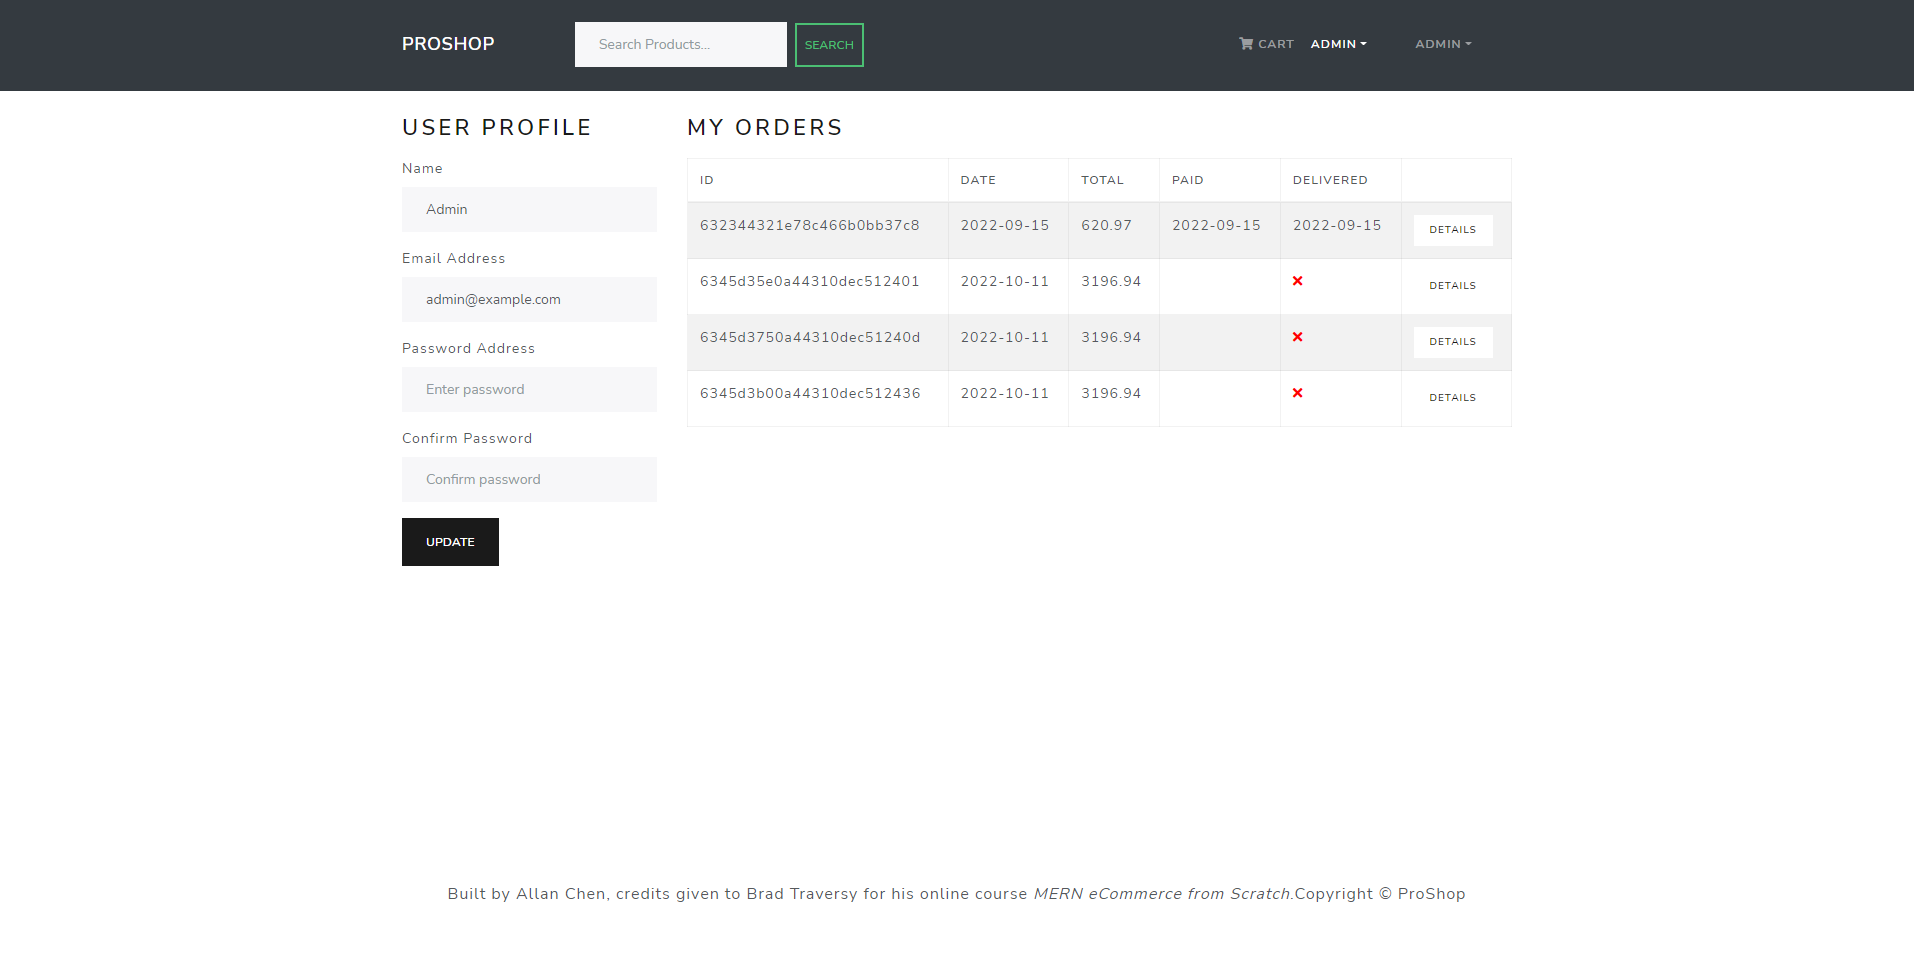 PROSHOP
Search Products...
SEARCH
CART
ADMIN
ADMIN
USER PROFILE
Name
Admin
Email Address
admin@example.com
Password Address
Enter password
Confirm Password
Confirm password
UPDATE
MY ORDERS
ID DATE TOTAL PAID DELIVERED
632344321e78c466b0bb37c8 2022-09-15 620.97 2022-09-15 2022-09-15 DETAILS
6345d35e0a44310dec512401 2022-10-11 3196.94 DETAILS
6345d3750a44310dec51240d 2022-10-11 3196.94 DETAILS
6345d3b00a44310dec512436 2022-10-11 3196.94 DETAILS
Built by Allan Chen, credits given to Brad Traversy for his online course MERN eCommerce from Scratch.Copyright © ProShop